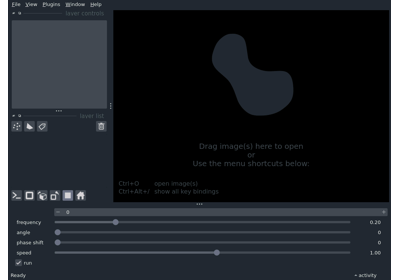 File View Plugins Window Help
layer controls
layer list
Drag image(s) here to open
or
Use the menu shortcuts below:
Ctrl+O open image(s)
Ctrl+Alt+/ show all key bindings
0
frequency 0.20
angle 0
phase shift 0
speed 1.00
run
Ready activity